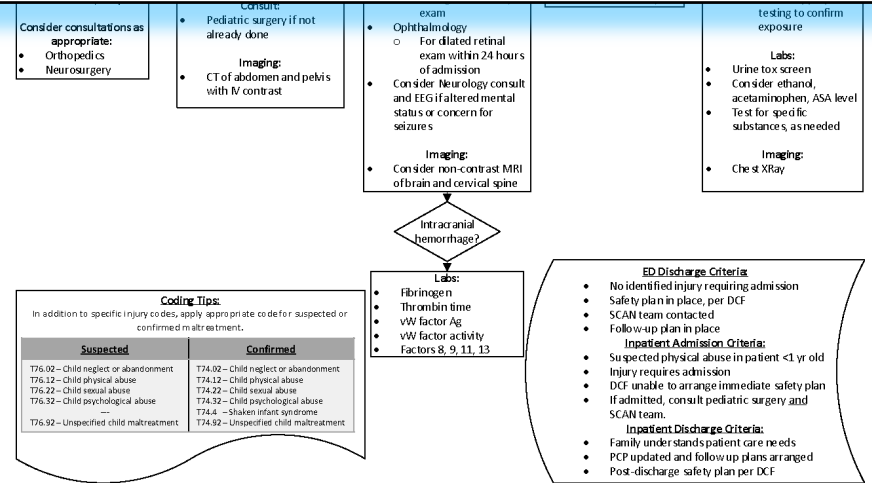 Consider consultations as
appropriate:
• Orthopedics
• Neurosurgery
Consult:
• Pediatric surgery if not
already done
Imaging:
• CT of abdomen and pelvis
with IV contrast
exam
• Ophthalmology
o For dilated retinal
exam within 24 hours
of admission
• Consider Neurology consult
and EEG if altered mental
status or concern for
seizures
Imaging:
• Consider non-contrast MRI
of brain and cervical spine
testing to confirm
exposure
Labs:
• Urine tox screen
• Consider ethanol,
acetaminophen, ASA level
• Test for specific
substances, as needed
Imaging:
• Chest XRay
Intracranial
hemorrhage?
Labs:
• Fibrinogen
• Thrombin time
• vW factor Ag
• vW factor activity
• Factors 8, 9, 11, 13
Coding Tips:
In addition to specific injury codes, apply appropriate code for suspected or
confirmed maltreatment.
Suspected Confirmed
T76.02 – Child neglect or abandonment T74.02 – Child neglect or abandonment
T76.12 – Child physical abuse T74.12 – Child physical abuse
T76.22 – Child sexual abuse T74.22 – Child sexual abuse
T76.32 – Child psychological abuse T74.32 – Child psychological abuse
---- T74.4 – Shaken infant syndrome
T76.92 – Unspecified child maltreatment T74.92 – Unspecified child maltreatment
ED Discharge Criteria:
• No identified injury requiring admission
• Safety plan in place, per DCF
• SCAN team contacted
• Follow-up plan in place
Inpatient Admission Criteria:
• Suspected physical abuse in patient <1 yr old
• Injury requires admission
• DCF unable to arrange immediate safety plan
• If admitted, consult pediatric surgery and
SCAN team.
Inpatient Discharge Criteria:
• Family understands patient care needs
• PCP updated and follow up plans arranged
• Post-discharge safety plan per DCF